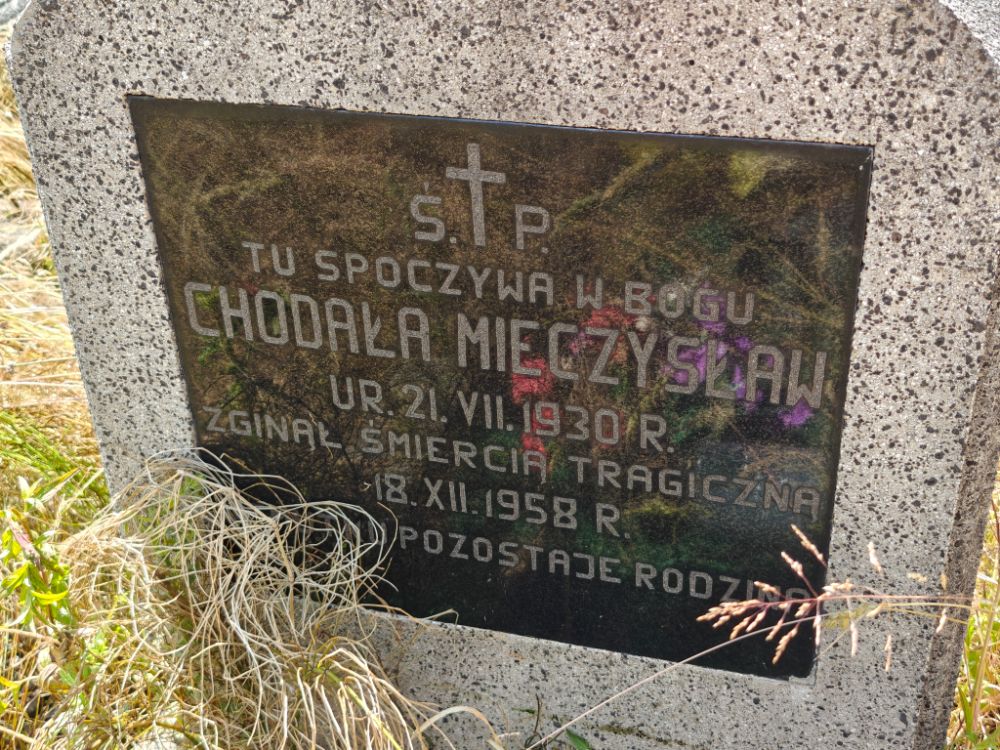 Ś. P.
TU SPOCZYWA W BOGU
CHODAŁA MIECZYSŁAW
UR. 21. VII. 1930 R.
ZGINĄŁ ŚMIERCIĄ TRAGICZNĄ
18. XII. 1958 R.
POZOSTAJE RODZINA